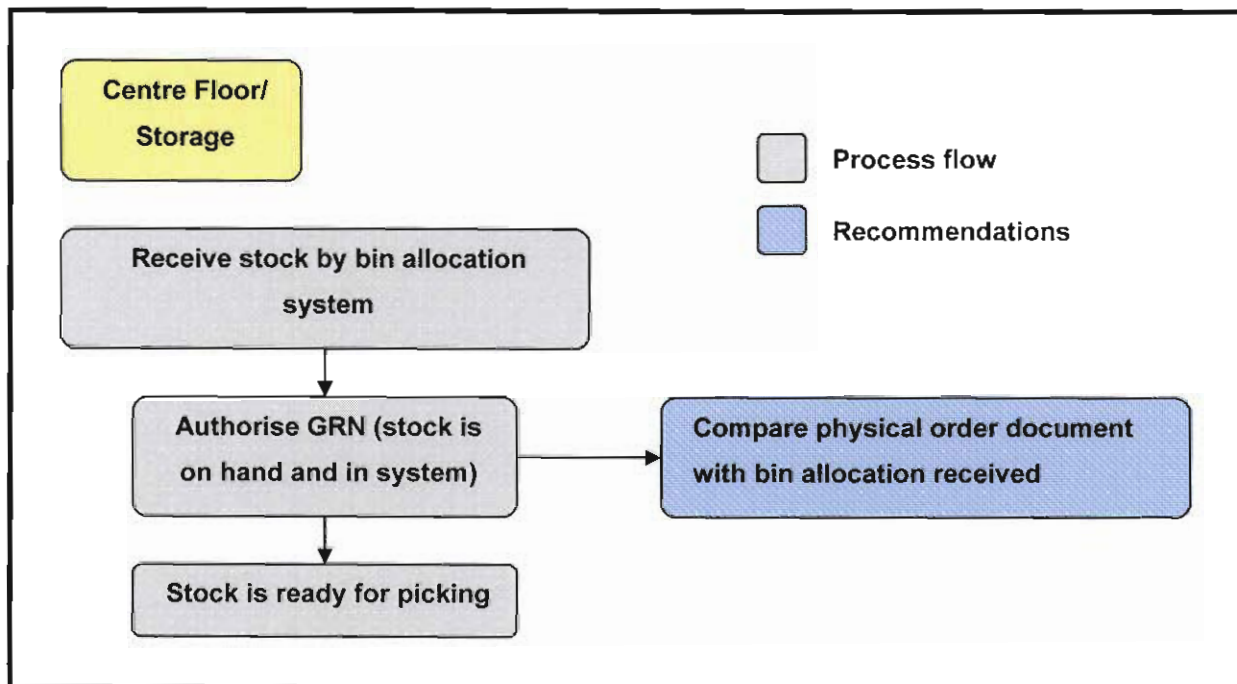 Centre Floor/
Storage
Process flow
Recommendations
Receive stock by bin allocation
system
Authorise GRN (stock is
on hand and in system)
Compare physical order document
with bin allocation received
Stock is ready for picking